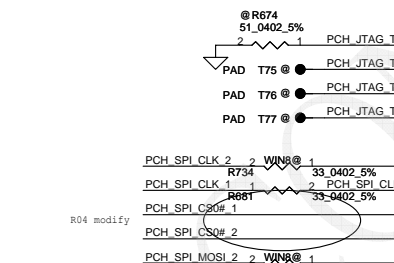 @R674
51_0402_5%
2 1 PCH_JTAG_T
PAD T75 @ PCH_JTAG_T
PAD T76 @ PCH_JTAG_T
PAD T77 @ PCH_JTAG_T
PCH_SPI_CLK_2 2 WIN8@ 1
R734 33_0402_5%
PCH_SPI_CLK_1 1 2 PCH_SPI_CL
R681 33_0402_5%
PCH_SPI_CS0#_1
R04 modify
PCH_SPI_CS0#_2
PCH_SPI_MOSI_2 2 WIN8@ 1